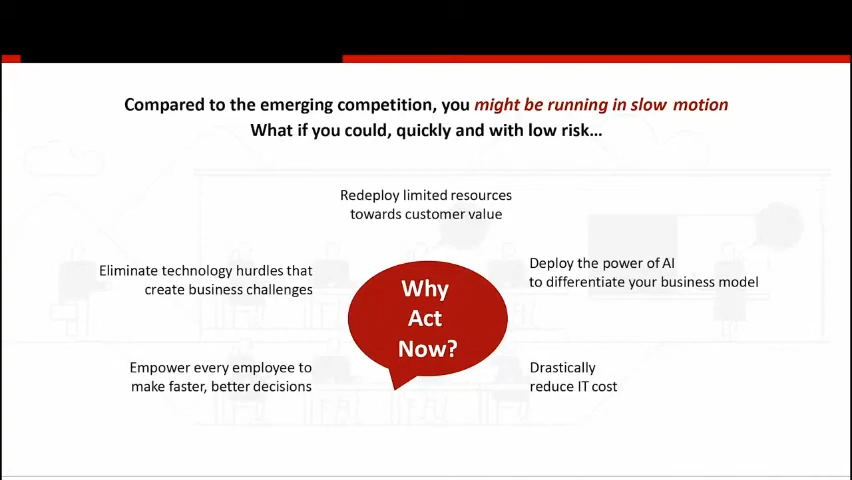 Compared to the emerging competition, you might be running in slow motion
What if you could, quickly and with low risk...
Redeploy limited resources
towards customer value
Eliminate technology hurdles that
create business challenges
Deploy the power of AI
to differentiate your business model
Why
Act
Now?
Empower every employee to
make faster, better decisions
Drastically
reduce IT cost